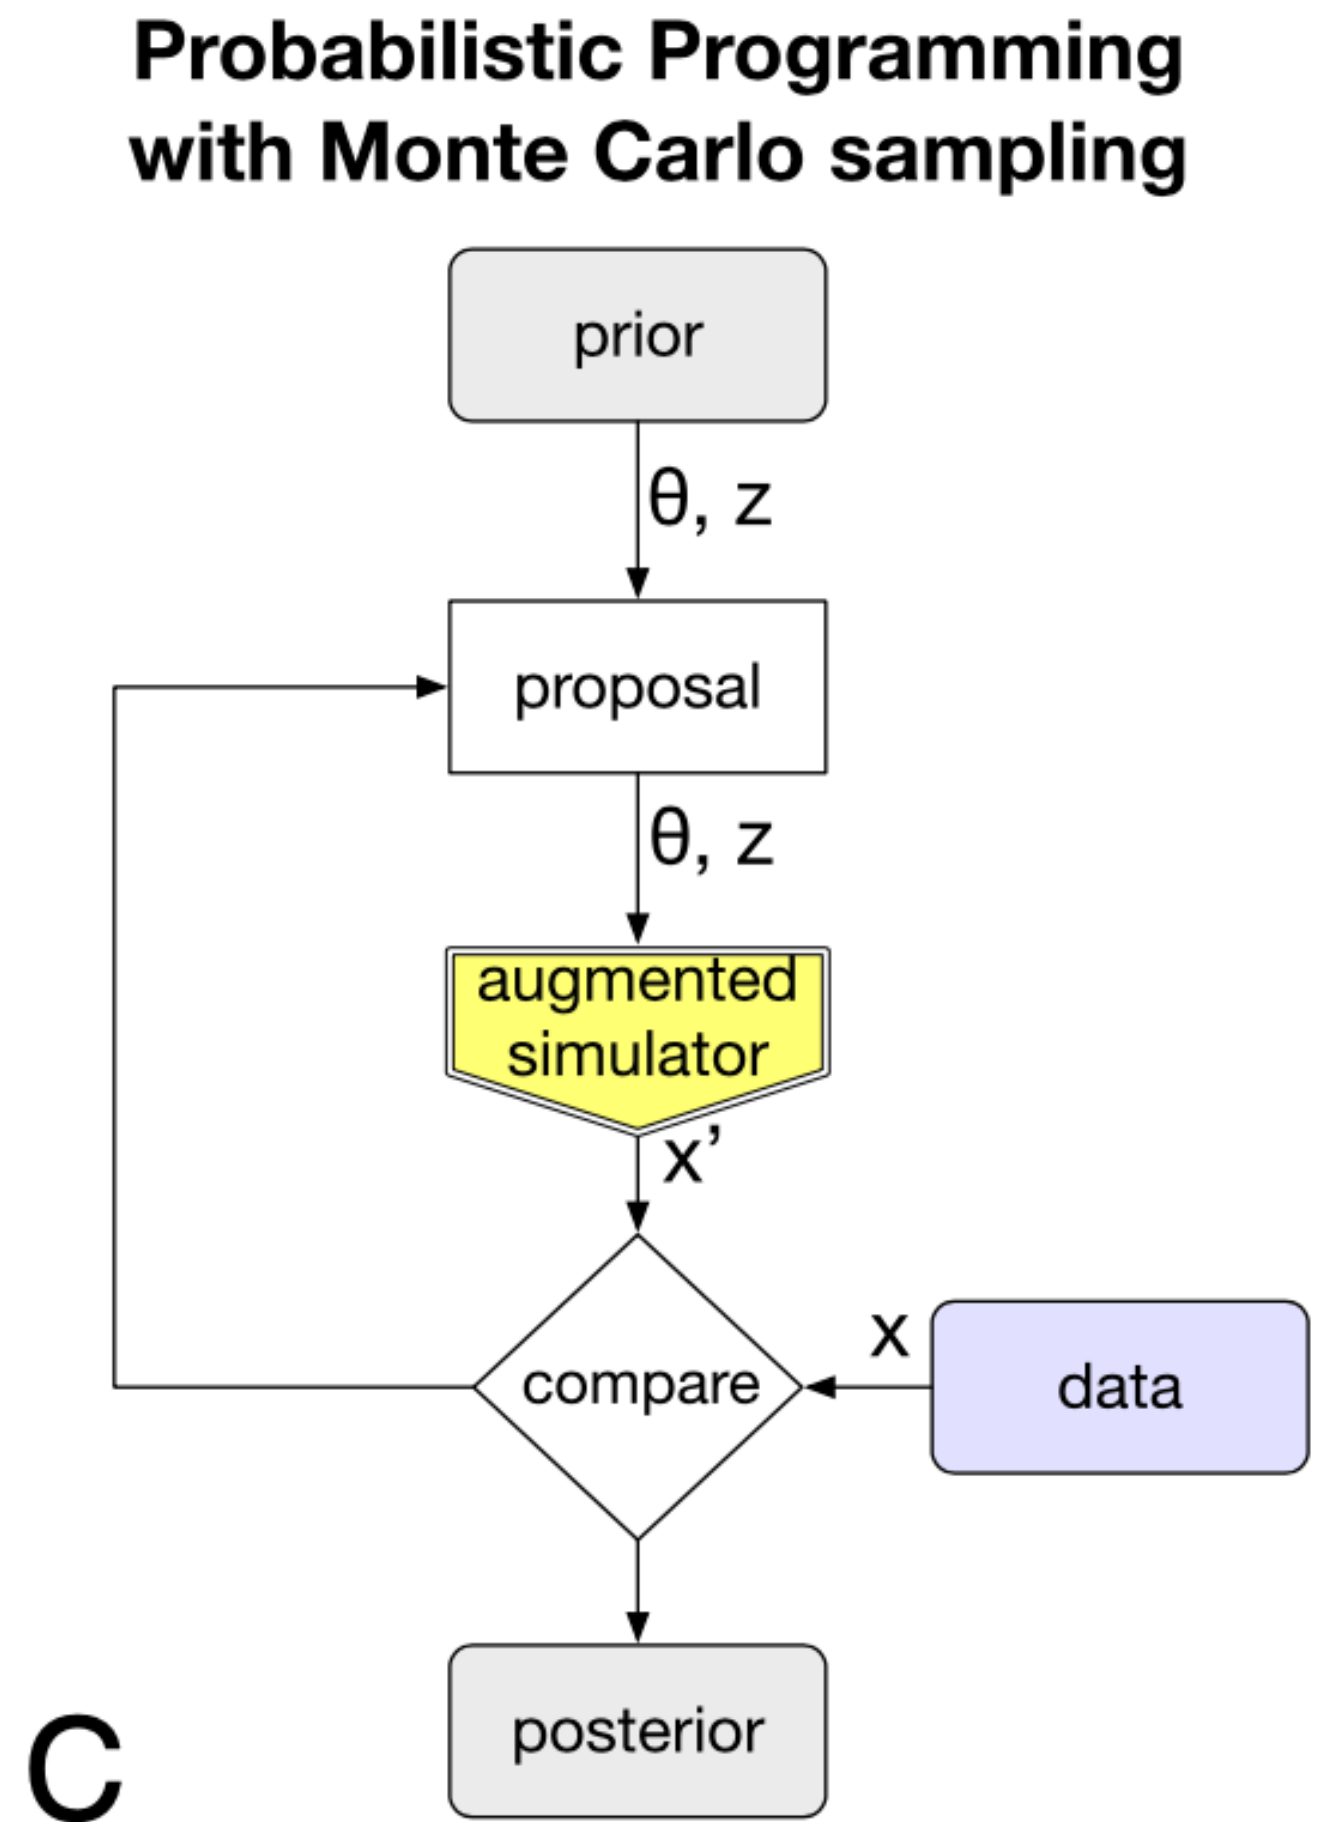 Probabilistic Programming
with Monte Carlo sampling
prior
θ, z
proposal
θ, z
augmented
simulator
x’
compare
x
data
posterior
C